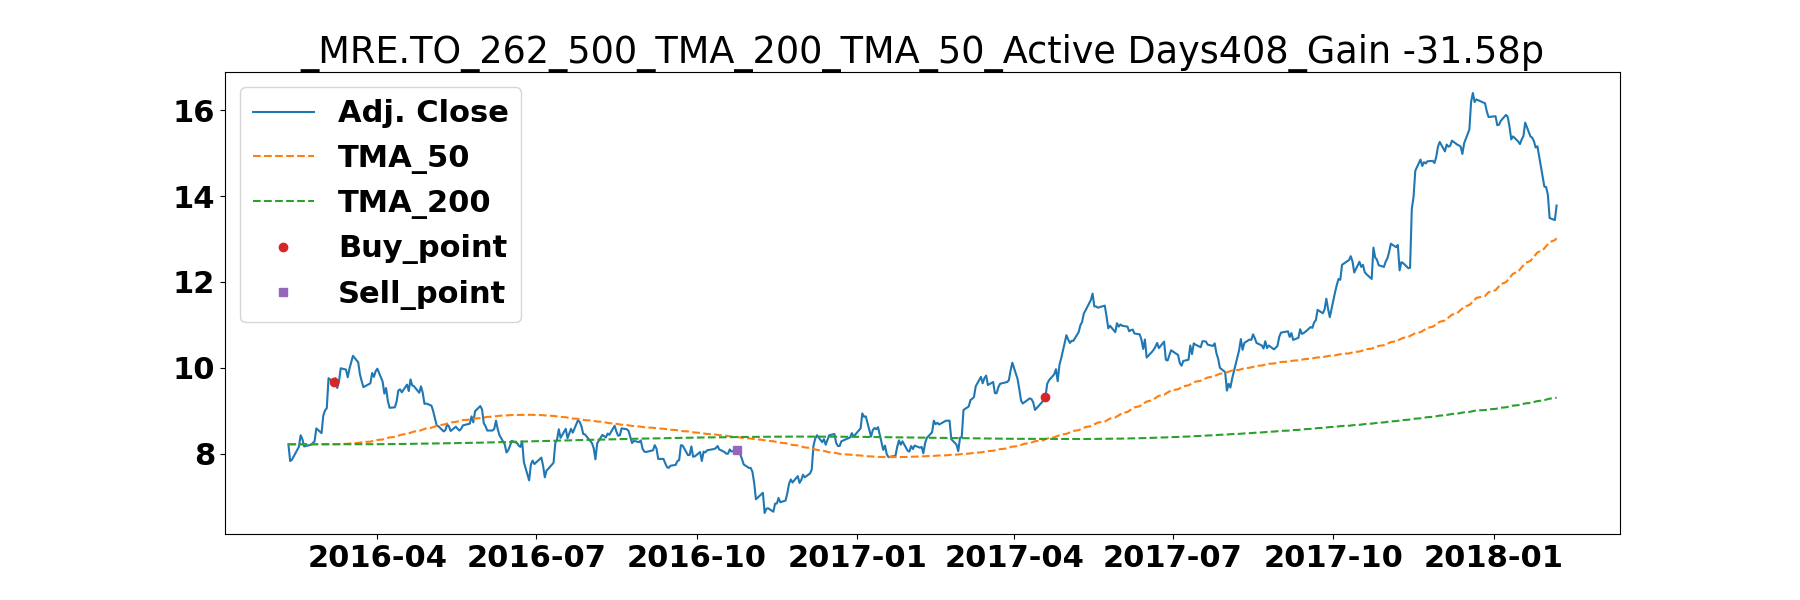 _MRE.TO_262_500_TMA_200_TMA_50_Active Days408_Gain -31.58p
Adj. Close
TMA_50
TMA_200
Buy_point
Sell_point
16
14
12
10
8
2016-04 2016-07 2016-10 2017-01 2017-04 2017-07 2017-10 2018-01